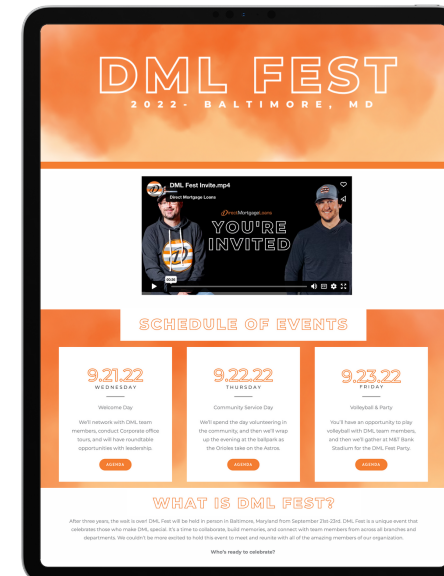 DML FEST
2022- BALTIMORE, MD
DML Fest Invite.mp4
Direct Mortgage Loans
DirectMortgageLoans
YOU'RE
INVITED
00:00
SCHEDULE OF EVENTS
9.21.22
WEDNESDAY
Welcome Day
We'll network with DML team
members, conduct Corporate office
tours, and will have roundtable
opportunities with leadership.
AGENDA
9.22.22
THURSDAY
Community Service Day
We'll spend the day volunteering in
the community, and then we'll wrap
up the evening at the ballpark as
the Orioles take on the Astros.
AGENDA
9.23.22
FRIDAY
Volleyball & Party
You'll have an opportunity to play
volleyball with DML team members,
and then we'll gather at M&T Bank
Stadium for the DML Fest Party.
AGENDA
WHAT IS DML FEST?
After three years, the wait is over! DML Fest will be held in person in Baltimore, Maryland from September 21st-23rd. DML Fest is a unique event that
celebrates those who make DML special. It's a time to collaborate, build memories, and connect with team members from across all branches and
departments. We couldn't be more excited to hold this event to meet and reunite with all of the amazing members of our organization.
Who's ready to celebrate?